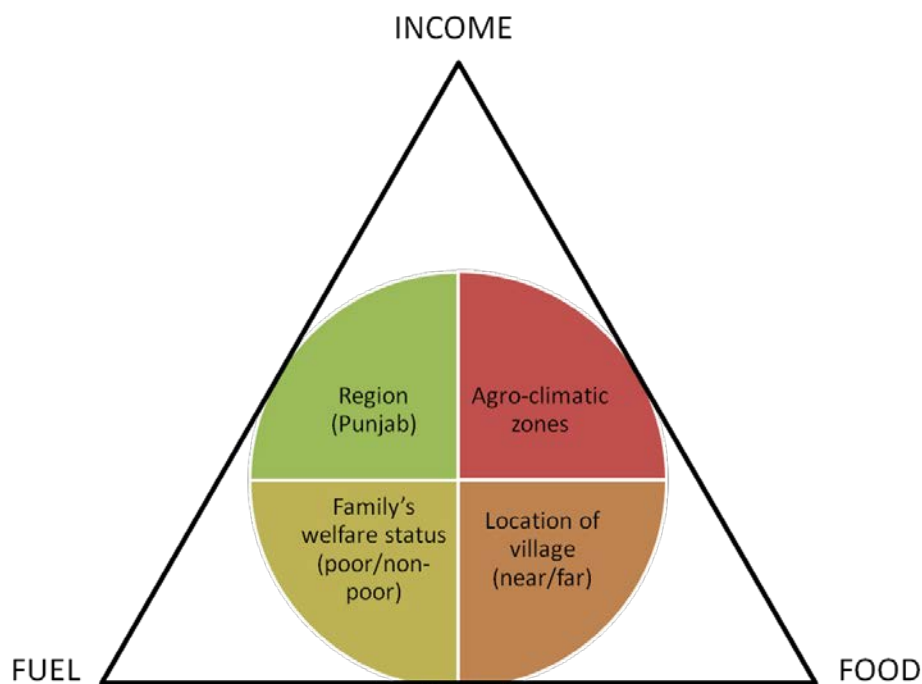 INCOME
Region
(Punjab)
Agro-climatic
zones
Family’s
welfare status
(poor/non-
poor)
Location of
village
(near/far)
FUEL
FOOD